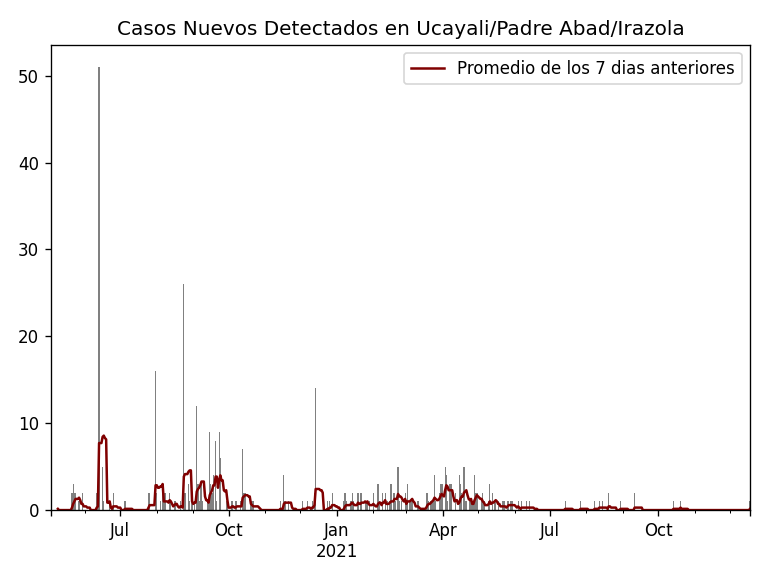 Casos Nuevos Detectados en Ucayali/Padre Abad/Irazola
Promedio de los 7 dias anteriores
50
40
30
20
10
0
Jul
Oct
Jan
2021
Apr
Jul
Oct